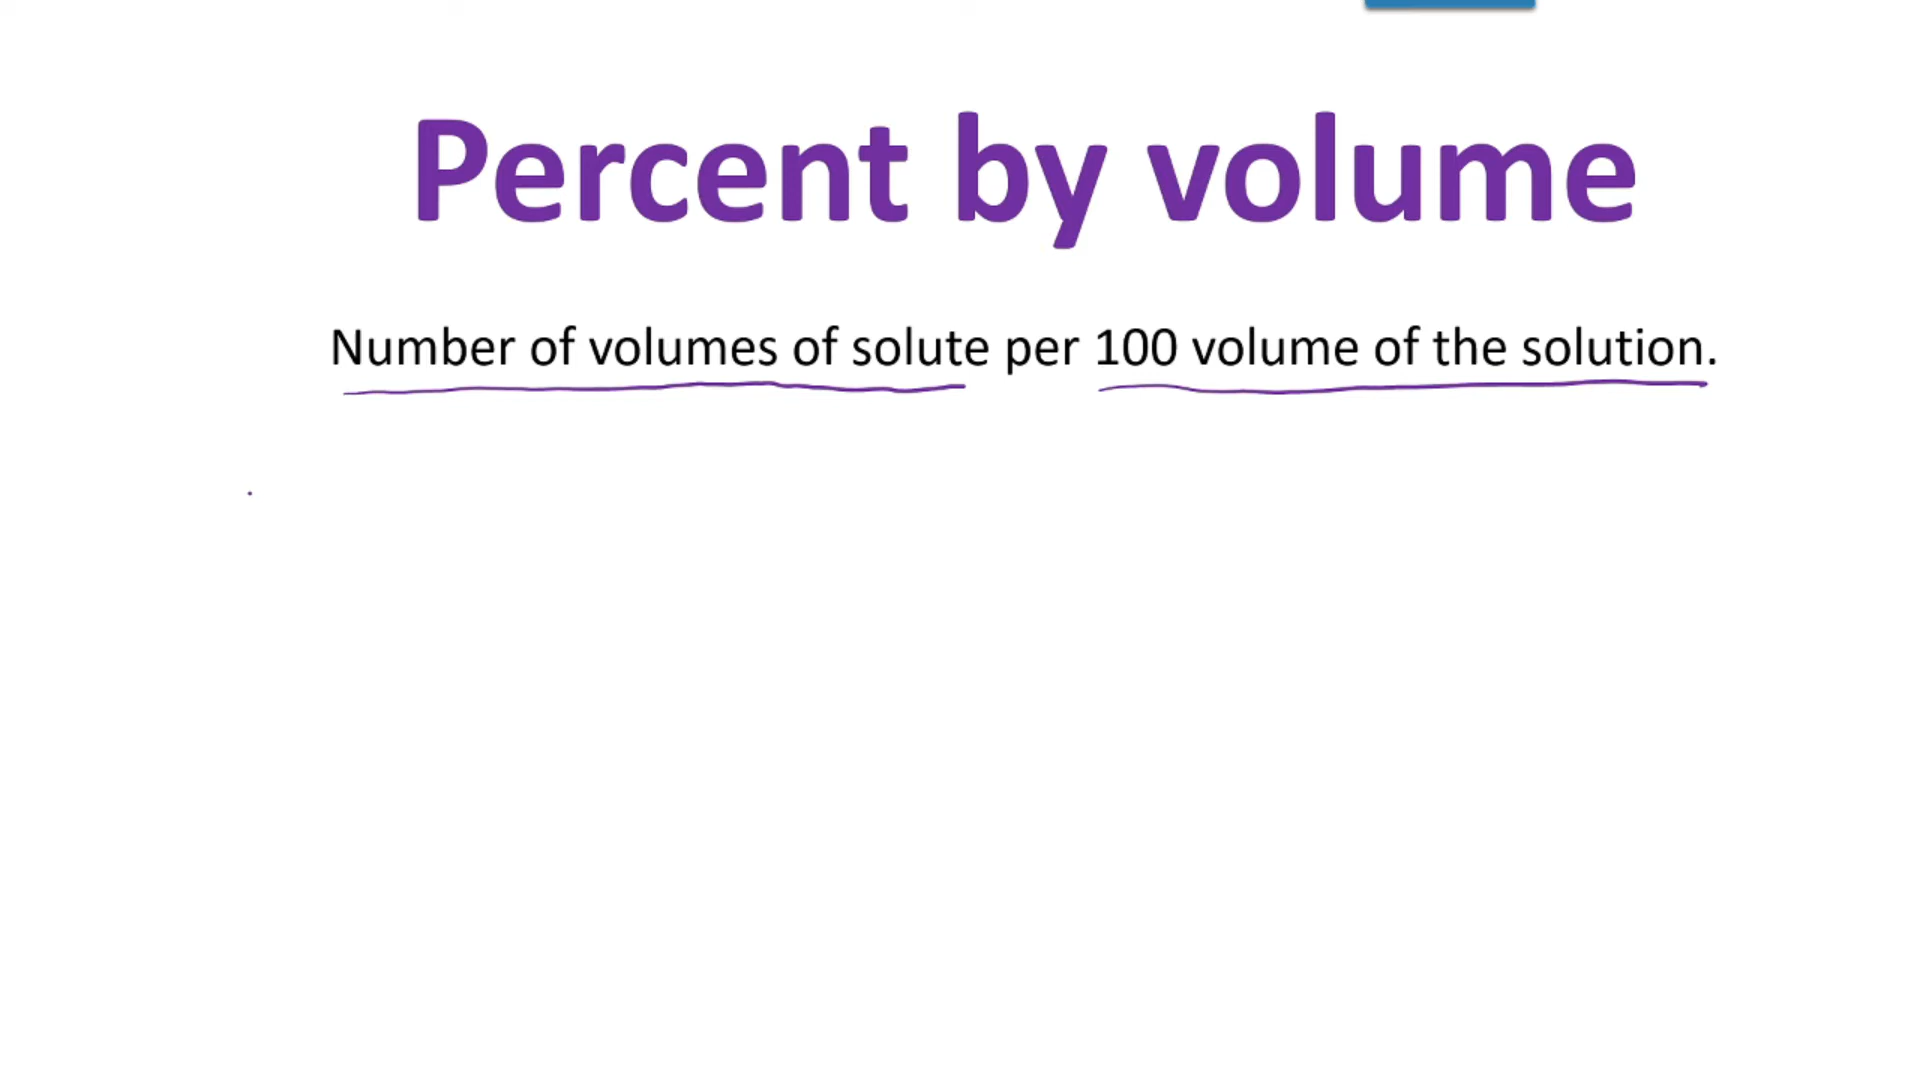 Percent by volume
Number of volumes of solute per 100 volume of the solution.